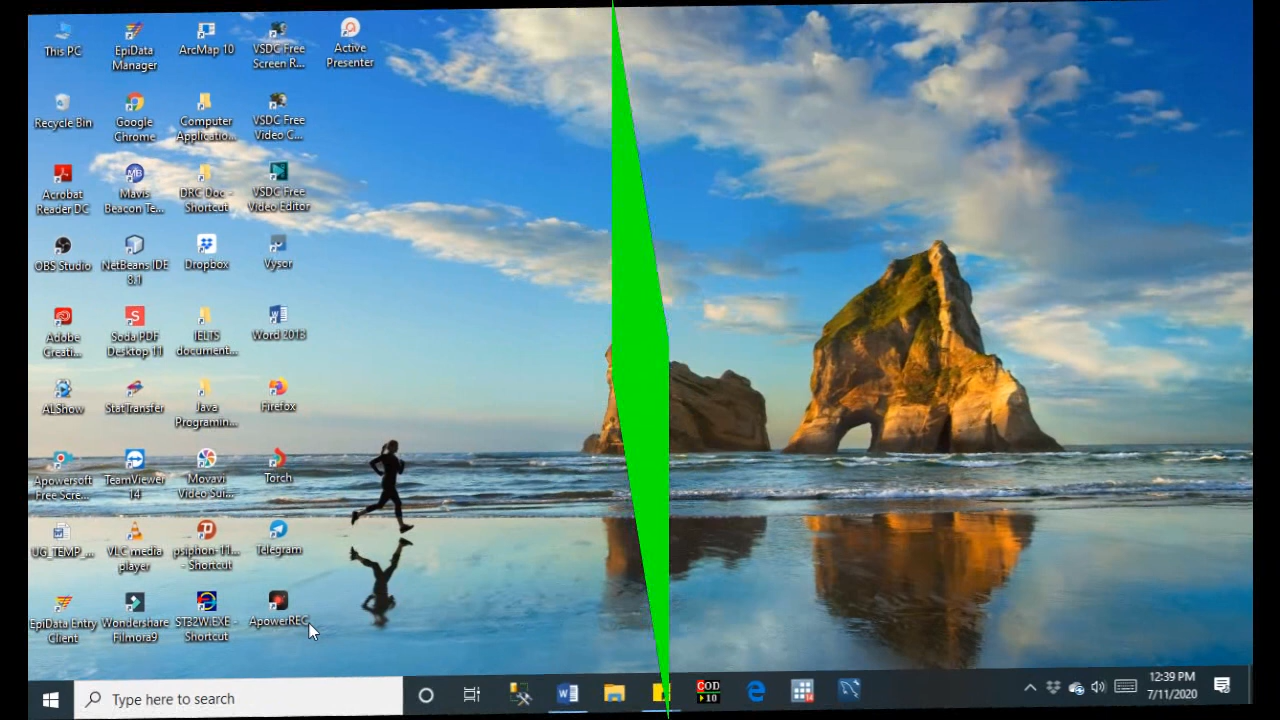 This PC
EpiData
Manager
ArcMap 10
VSDC Free
Screen R...
Active
Presenter
Recycle Bin
Google
Chrome
Computer
Applicatio...
VSDC Free
Video C...
Acrobat
Reader DC
Mavis
Beacon Te...
DRC Doc -
Shortcut
VSDC Free
Video Editor
OBS Studio
NetBeans IDE
8.1
Dropbox
Vysor
Adobe
Creati...
Soda PDF
Desktop 11
IELTS
document...
Word 2013
ALShow
StatTransfer
Java
Programin...
Firefox
Apowersoft
Free Scre...
TeamViewer
14
Movavi
Video Sui...
Torch
UG_TEMP_...
VLC media
player
psiphon-11...
- Shortcut
Telegram
EpiData Entry
Client
Wondershare
Filmora9
ST32W.EXE -
Shortcut
ApowerREC
Type here to search
COD
10
12:39 PM
7/11/2020